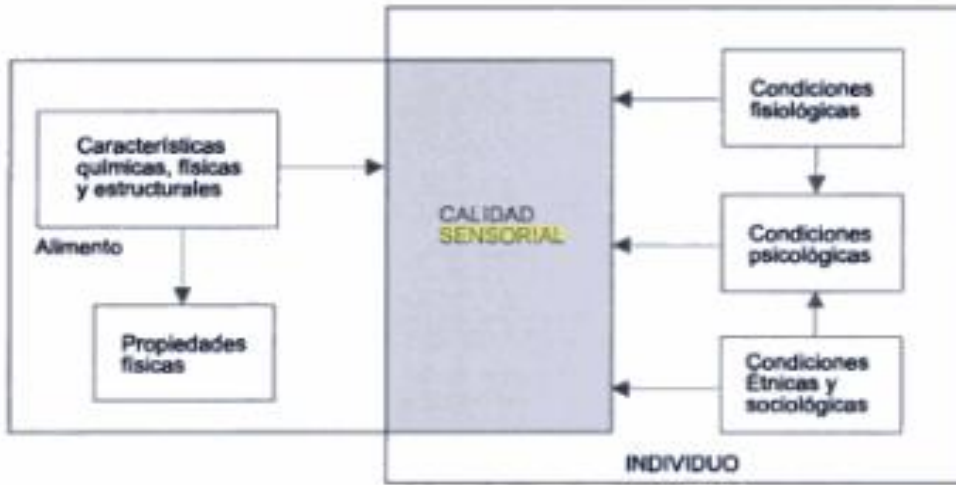 Características
químicas, físicas
y estructurales
Alimento
Propiedades
físicas
CALIDAD
SENSORIAL
Condiciones
fisiológicas
Condiciones
psicológicas
Condiciones
Étnicas y
sociológicas
INDIVIDUO